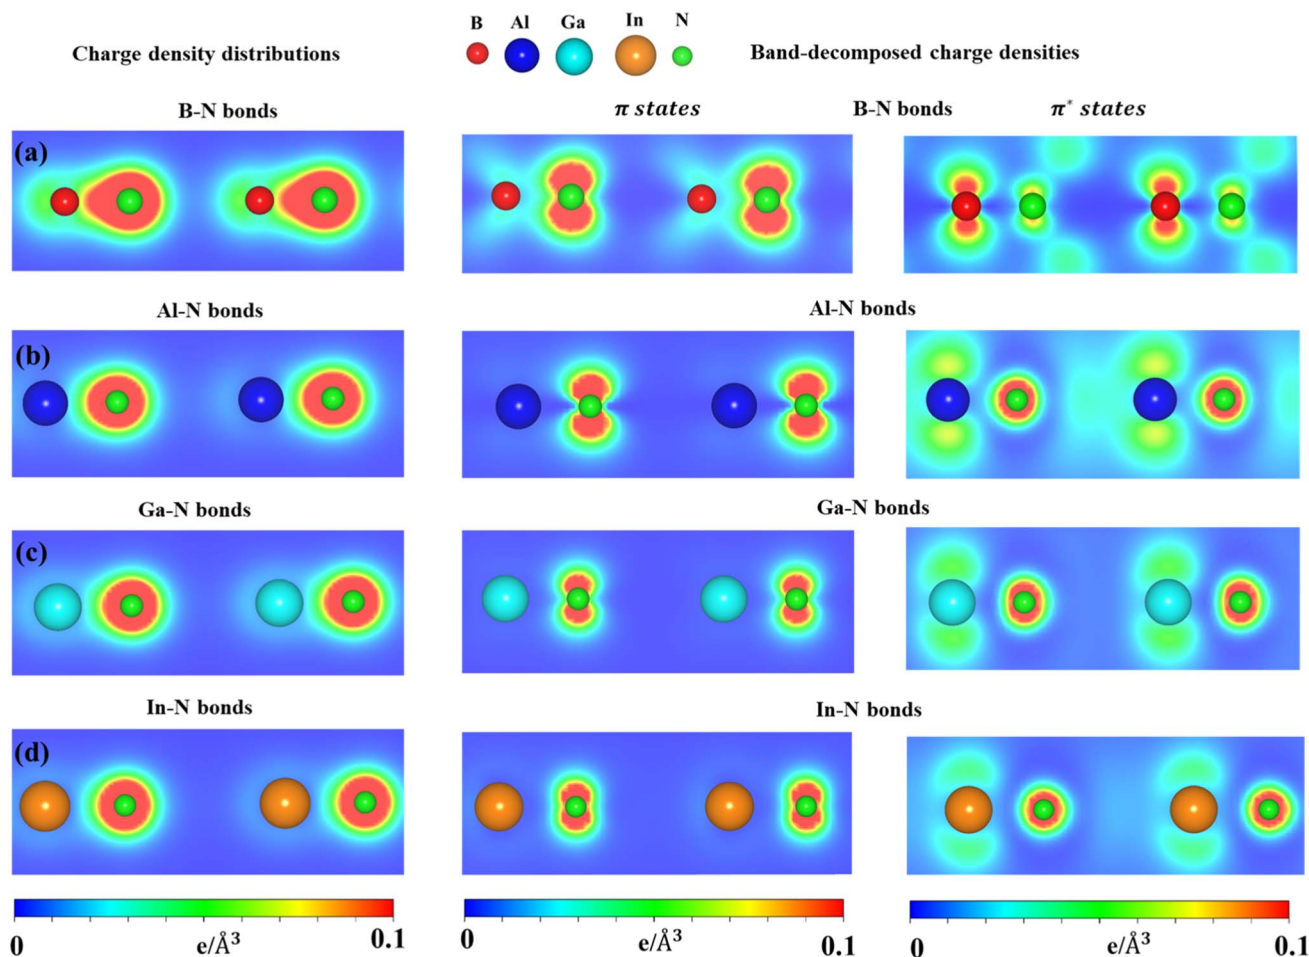 B Al Ga In N
Charge density distributions
Band-decomposed charge densities
B-N bonds
π states
B-N bonds
π* states
(a)
Al-N bonds
Al-N bonds
(b)
Ga-N bonds
Ga-N bonds
(c)
In-N bonds
In-N bonds
(d)
0 e/Å³ 0.1
0 e/Å³ 0.1
0 e/Å³ 0.1